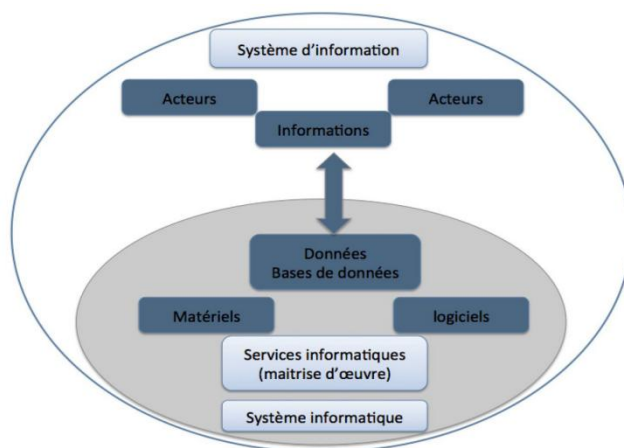 Système d’information
Acteurs
Acteurs
Informations
Données
Bases de données
Matériels
logiciels
Services informatiques
(maitrise d’œuvre)
Système informatique